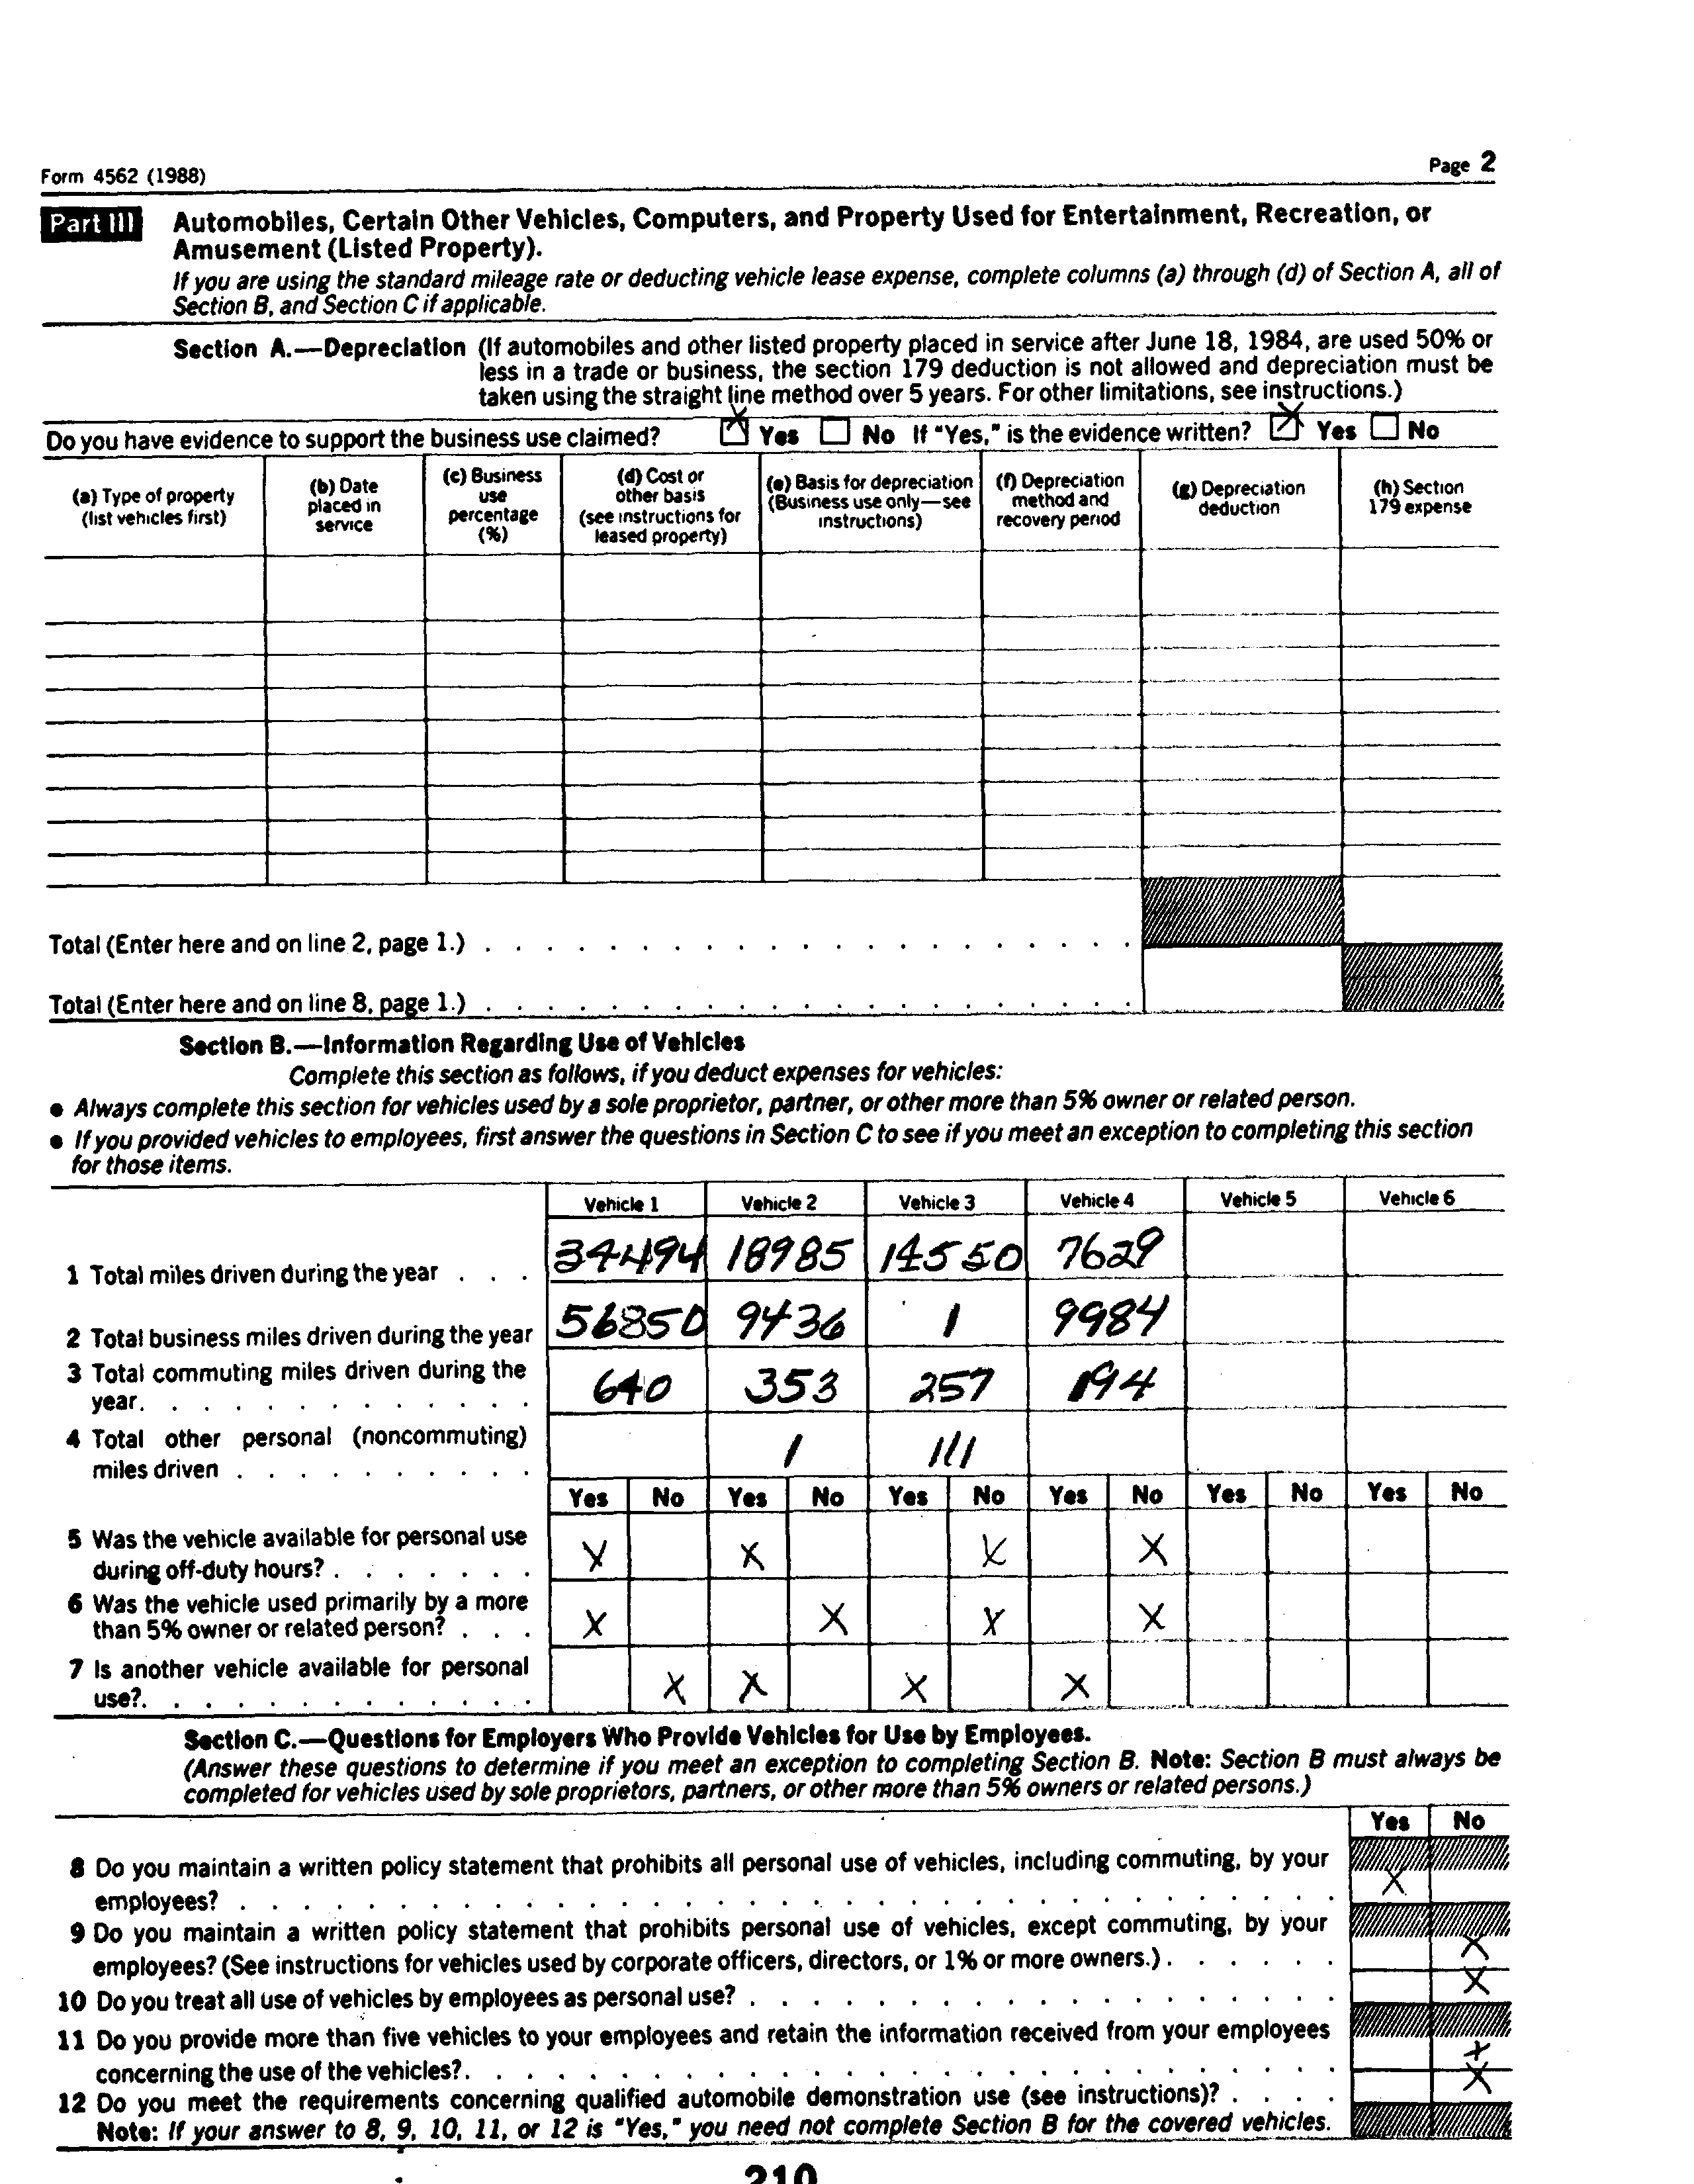 Form 4562 (1988)
Page 2
Part III Automobiles, Certain Other Vehicles, Computers, and Property Used for Entertainment, Recreation, or
Amusement (Listed Property).
If you are using the standard mileage rate or deducting vehicle lease expense, complete columns (a) through (d) of Section A, all of
Section B, and Section C if applicable.
Section A.—Depreciation (If automobiles and other listed property placed in service after June 18, 1984, are used 50% or
less in a trade or business, the section 179 deduction is not allowed and depreciation must be
taken using the straight line method over 5 years. For other limitations, see instructions.)
Do you have evidence to support the business use claimed? X Yes No If "Yes," is the evidence written? X Yes No
(a) Type of property
(list vehicles first)
(b) Date
placed in
service
(c) Business
use
percentage
(%)
(d) Cost or
other basis
(see instructions for
leased property)
(e) Basis for depreciation
(Business use only—see
instructions)
(f) Depreciation
method and
recovery period
(g) Depreciation
deduction
(h) Section
179 expense
Total (Enter here and on line 2, page 1.) . . . . . . . . . . . . . . . . . . . . .
Total (Enter here and on line 8, page 1.) . . . . . . . . . . . . . . . . . . . . .
Section B.—Information Regarding Use of Vehicles
Complete this section as follows, if you deduct expenses for vehicles:
● Always complete this section for vehicles used by a sole proprietor, partner, or other more than 5% owner or related person.
● If you provided vehicles to employees, first answer the questions in Section C to see if you meet an exception to completing this section
for those items.
Vehicle 1 Vehicle 2 Vehicle 3 Vehicle 4 Vehicle 5 Vehicle 6
1 Total miles driven during the year . . . 34494 18985 14550 7629
2 Total business miles driven during the year 56850 9436 1 9984
3 Total commuting miles driven during the
year. . . . . . . . . . . . . 640 353 257 194
4 Total other personal (noncommuting)
miles driven . . . . . . . . . . 1 111
Yes No Yes No Yes No Yes No Yes No Yes No
5 Was the vehicle available for personal use
during off-duty hours? . . . . . . . X X X X
6 Was the vehicle used primarily by a more
than 5% owner or related person? . . . X X X X
7 Is another vehicle available for personal
use?. . . . . . . . . . . . . X X X X
Section C.—Questions for Employers Who Provide Vehicles for Use by Employees.
(Answer these questions to determine if you meet an exception to completing Section B. Note: Section B must always be
completed for vehicles used by sole proprietors, partners, or other more than 5% owners or related persons.)
Yes No
8 Do you maintain a written policy statement that prohibits all personal use of vehicles, including commuting, by your
employees? . . . . . . . . . . . . . . . . . . . . . . . . . . . . . . . . . . . X
9 Do you maintain a written policy statement that prohibits personal use of vehicles, except commuting, by your
employees? (See instructions for vehicles used by corporate officers, directors, or 1% or more owners.) . . . . . . X
10 Do you treat all use of vehicles by employees as personal use? . . . . . . . . . . . . . . . . . . . X
11 Do you provide more than five vehicles to your employees and retain the information received from your employees
concerning the use of the vehicles?. . . . . . . . . . . . . . . . . . . . . . . . . . . . X
12 Do you meet the requirements concerning qualified automobile demonstration use (see instructions)? . . . . X
Note: If your answer to 8, 9, 10, 11, or 12 is "Yes," you need not complete Section B for the covered vehicles.
210